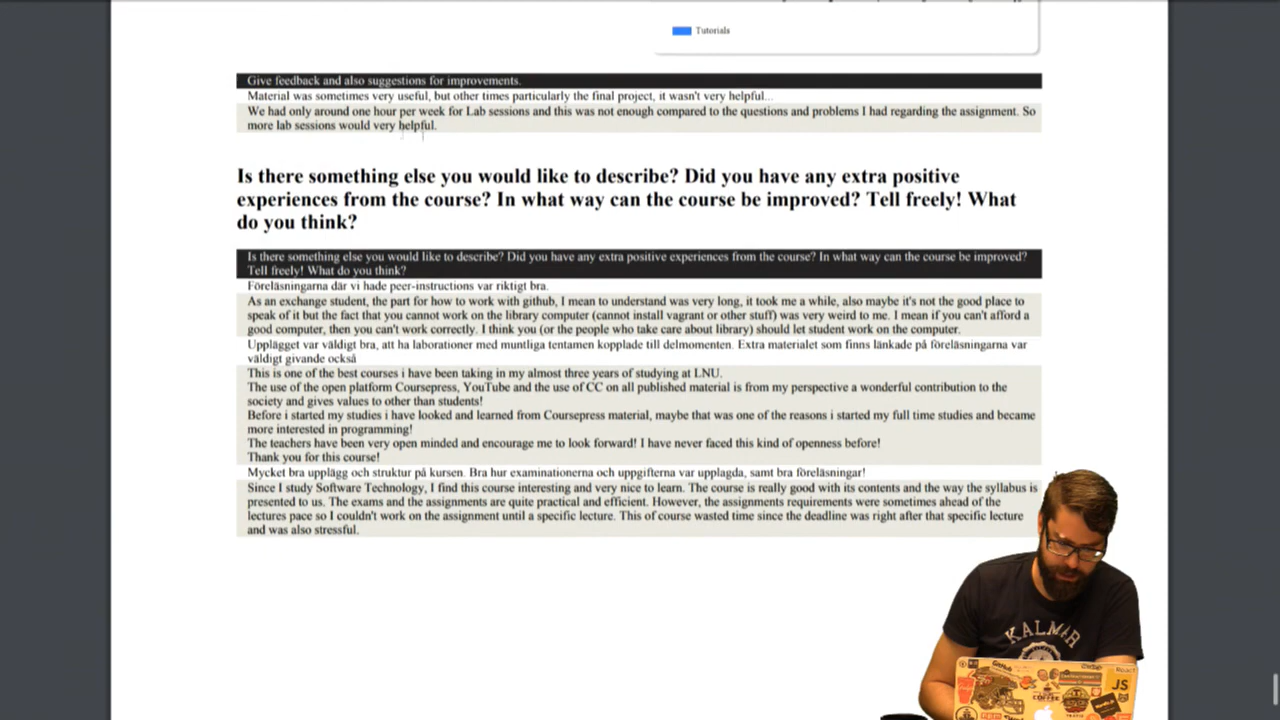 Tutorials
Give feedback and also suggestions for improvements.
Material was sometimes very useful, but other times particularly the final project, it wasn't very helpful...
We had only around one hour per week for Lab sessions and this was not enough compared to the questions and problems I had regarding the assignment. So
more lab sessions would very helpful.
Is there something else you would like to describe? Did you have any extra positive
experiences from the course? In what way can the course be improved? Tell freely! What
do you think?
Is there something else you would like to describe? Did you have any extra positive experiences from the course? In what way can the course be improved?
Tell freely! What do you think?
Föreläsningarna där vi hade peer-instructions var riktigt bra.
As an exchange student, the part for how to work with github, I mean to understand was very long, it took me a while, also maybe it's not the good place to
speak of it but the fact that you cannot work on the library computer (cannot install vagrant or other stuff) was very weird to me. I mean if you can't afford a
good computer, then you can't work correctly. I think you (or the people who take care about library) should let student work on the computer.
Upplägget var väldigt bra, att ha laborationer med muntliga tentamen kopplade till delmomenten. Extra materialet som finns länkade på föreläsningarna var
väldigt givande också
This is one of the best courses i have been taking in my almost three years of studying at LNU.
The use of the open platform Coursepress, YouTube and the use of CC on all published material is from my perspective a wonderful contribution to the
society and gives values to other than students!
Before i started my studies i have looked and learned from Coursepress material, maybe that was one of the reasons i started my full time studies and became
more interested in programming!
The teachers have been very open minded and encourage me to look forward! I have never faced this kind of openness before!
Thank you for this course!
Mycket bra upplägg och struktur på kursen. Bra hur examinationerna och uppgifterna var upplagda, samt bra föreläsningar!
Since I study Software Technology, I find this course interesting and very nice to learn. The course is really good with its contents and the way the syllabus is
presented to us. The exams and the assignments are quite practical and efficient. However, the assignments requirements were sometimes ahead of the
lectures pace so I couldn't work on the assignment until a specific lecture. This of course wasted time since the deadline was right after that specific lecture
and was also stressful.
KALMAR
GitHub
COFFEE
JS